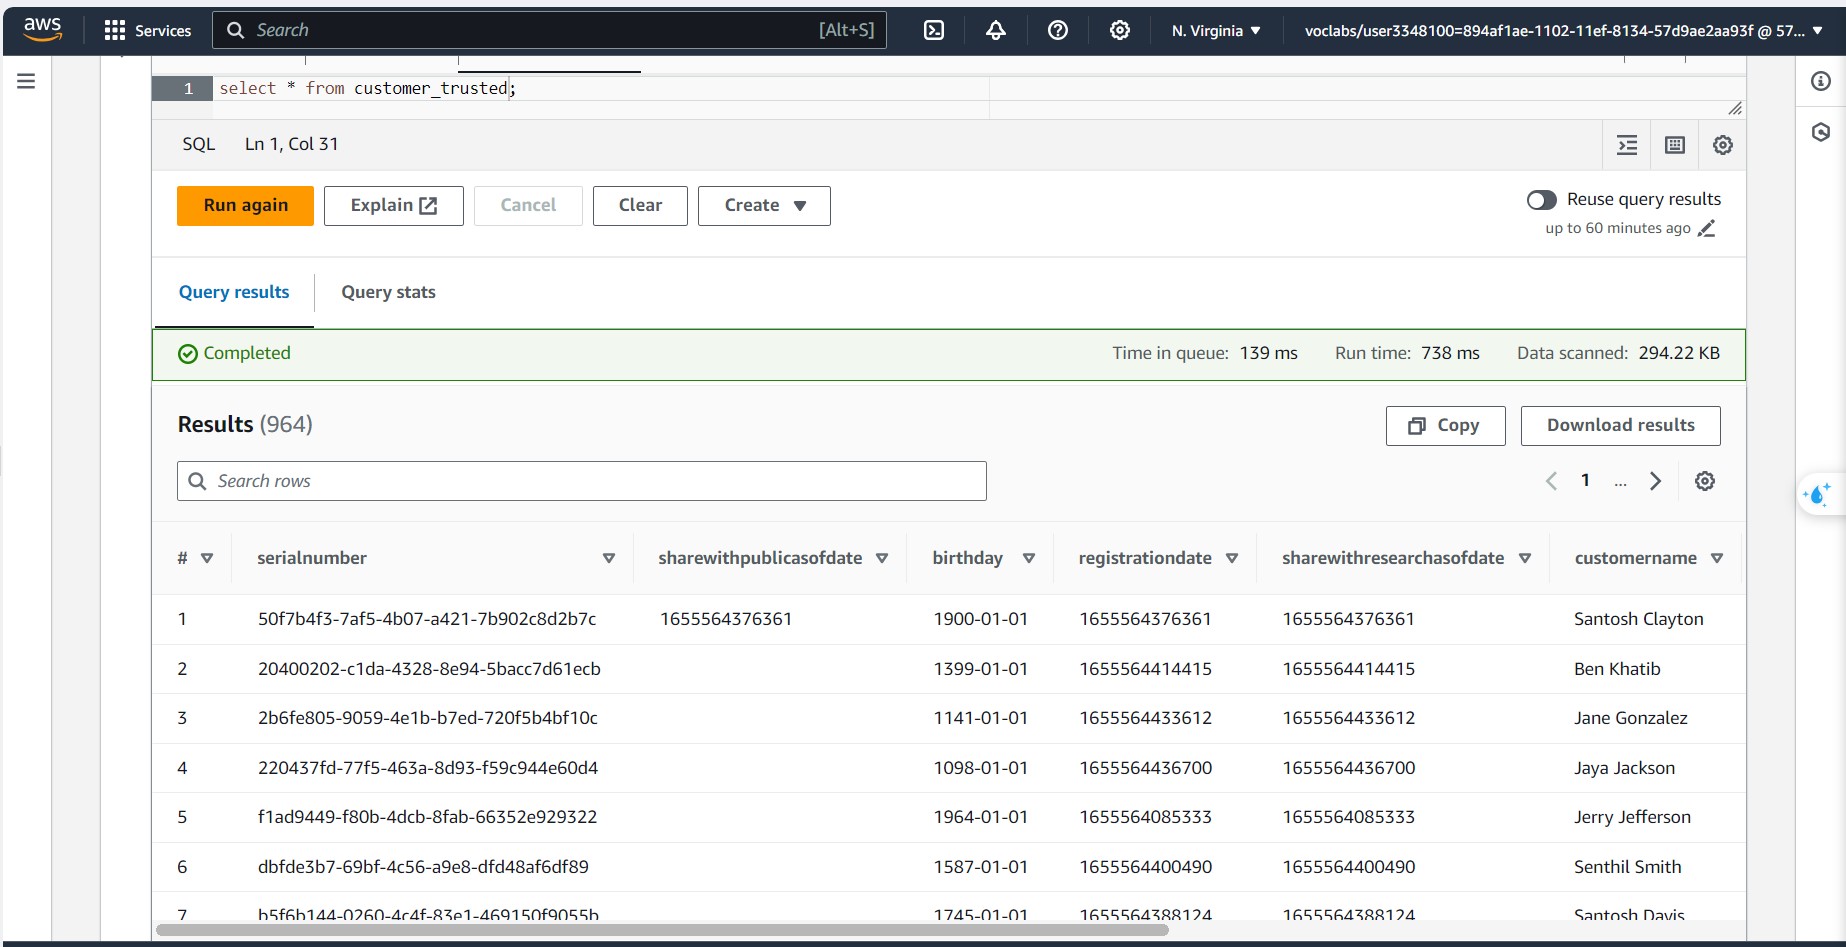 aws Services Search [Alt+S] N. Virginia voclabs/user3348100=894af1ae-1102-11ef-8134-57d9ae2aa93f @ 57...
1 select * from customer_trusted;
SQL Ln 1, Col 31
Run again Explain Cancel Clear Create Reuse query results
up to 60 minutes ago
Query results Query stats
Completed Time in queue: 139 ms Run time: 738 ms Data scanned: 294.22 KB
Results (964) Copy Download results
Search rows 1 ...
# serialnumber sharewithpublicasofdate birthday registrationdate sharewithresearchasofdate customername
1 50f7b4f3-7af5-4b07-a421-7b902c8d2b7c 1655564376361 1900-01-01 1655564376361 1655564376361 Santosh Clayton
2 20400202-c1da-4328-8e94-5bacc7d61ecb 1399-01-01 1655564414415 1655564414415 Ben Khatib
3 2b6fe805-9059-4e1b-b7ed-720f5b4bf10c 1141-01-01 1655564433612 1655564433612 Jane Gonzalez
4 220437fd-77f5-463a-8d93-f59c944e60d4 1098-01-01 1655564436700 1655564436700 Jaya Jackson
5 f1ad9449-f80b-4dcb-8fab-66352e929322 1964-01-01 1655564085333 1655564085333 Jerry Jefferson
6 dbfde3b7-69bf-4c56-a9e8-dfd48af6df89 1587-01-01 1655564400490 1655564400490 Senthil Smith
7 b5f6b144-0260-4c4f-83e1-469150f9055b 1745-01-01 1655564388124 1655564388124 Santosh Davis